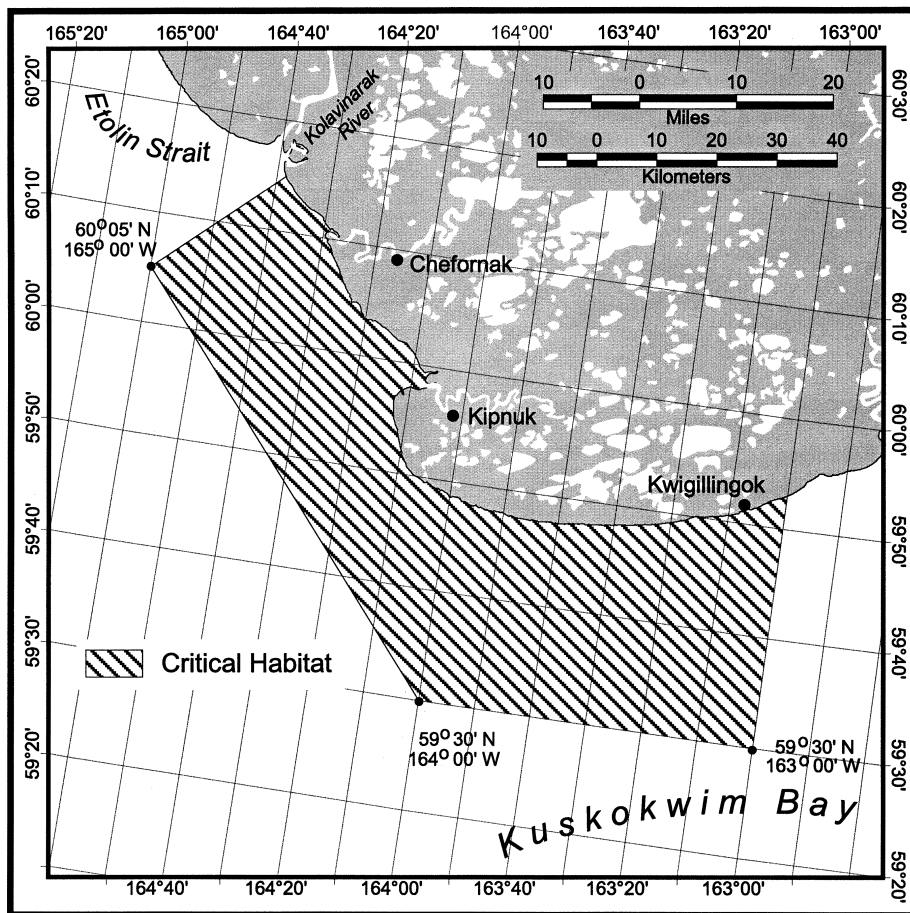 165°20' 165°00' 164°40' 164°20' 164°00' 163°40' 163°20' 163°00'
60°20'
60°10'
60°00'
59°50'
59°40'
59°30'
59°20'
60°30'
60°20'
60°10'
60°00'
59°50'
59°40'
59°30'
59°20'
10 0 10 20
Miles
10 0 10 20 30 40
Kilometers
Etolin Strait
Kolavinarak
River
60° 05' N
165° 00' W
Chefornak
Kipnuk
Kwigillingok
Critical Habitat
59° 30' N
164° 00' W
59° 30' N
163° 00' W
Kuskokwim Bay
164°40' 164°20' 164°00' 163°40' 163°20' 163°00'